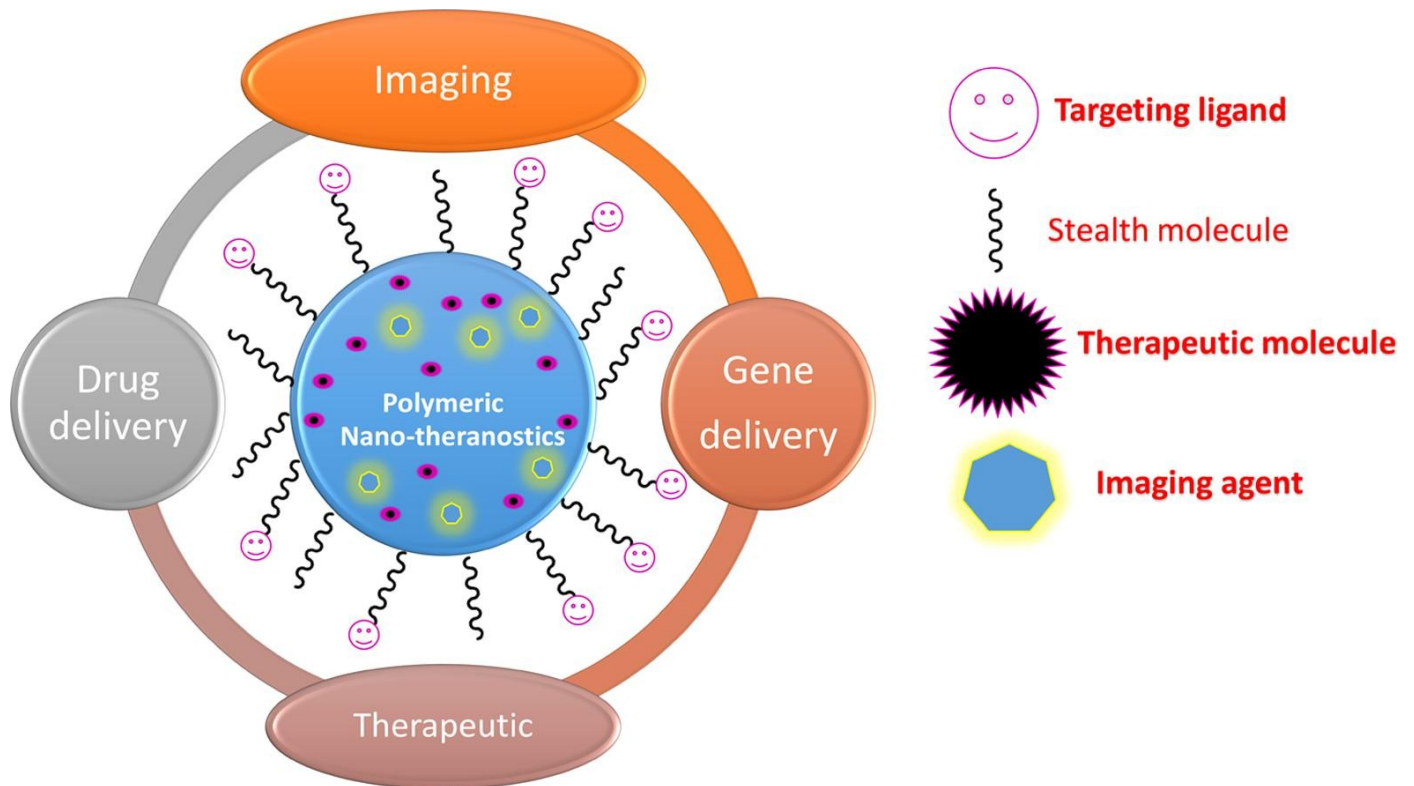 Imaging
Targeting ligand
Stealth molecule
Drug
delivery
Polymeric
Nano-theranostics
Gene
delivery
Therapeutic molecule
Imaging agent
Therapeutic